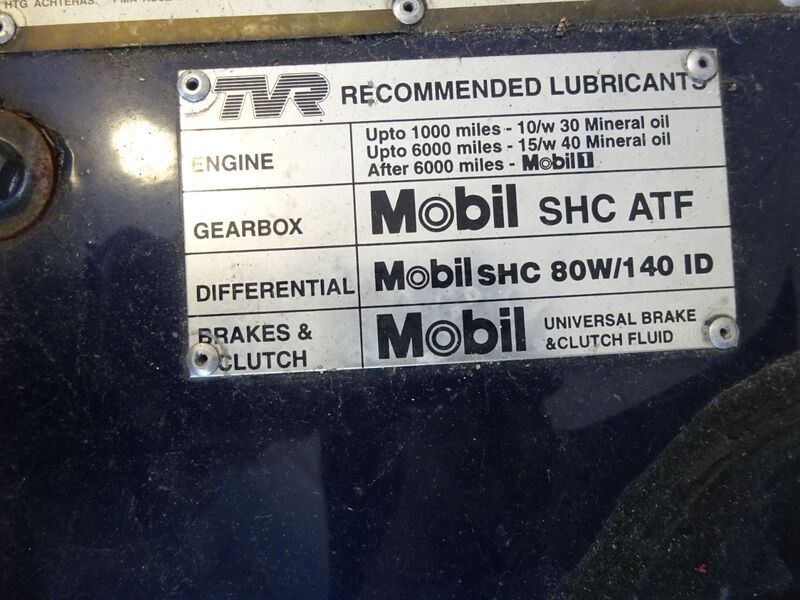 HTG ACHTERAS.
TVR RECOMMENDED LUBRICANTS
ENGINE
Upto 1000 miles - 10/w 30 Mineral oil
Upto 6000 miles - 15/w 40 Mineral oil
After 6000 miles - Mobil 1
GEARBOX
Mobil SHC ATF
DIFFERENTIAL
Mobil SHC 80W/140 ID
BRAKES &
CLUTCH
Mobil UNIVERSAL BRAKE
&CLUTCH FLUID